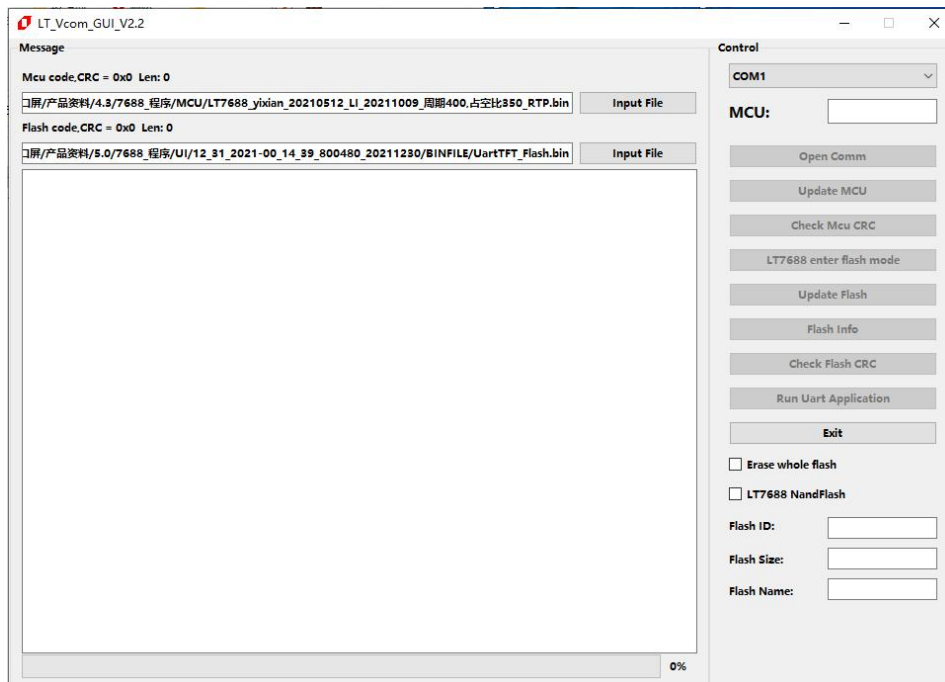 LT_Vcom_GUI_V2.2
Message
Mcu code,CRC = 0x0 Len: 0
口屏/产品资料/4.3/7688_程序/MCU/LT7688_yixian_20210512_LI_20211009_周期400,占空比350_RTP.bin
Input File
Flash code,CRC = 0x0 Len: 0
口屏/产品资料/5.0/7688_程序/UI/12_31_2021-00_14_39_800480_20211230/BINFILE/UartTFT_Flash.bin
Input File
0%
Control
COM1
MCU:
Open Comm
Update MCU
Check Mcu CRC
LT7688 enter flash mode
Update Flash
Flash Info
Check Flash CRC
Run Uart Application
Exit
Erase whole flash
LT7688 NandFlash
Flash ID:
Flash Size:
Flash Name: